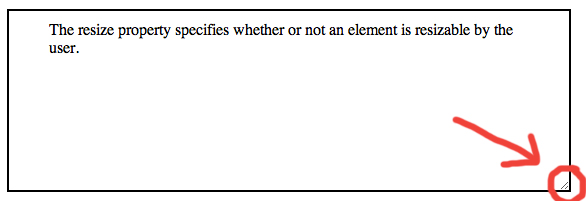 The resize property specifies whether or not an element is resizable by the
user.